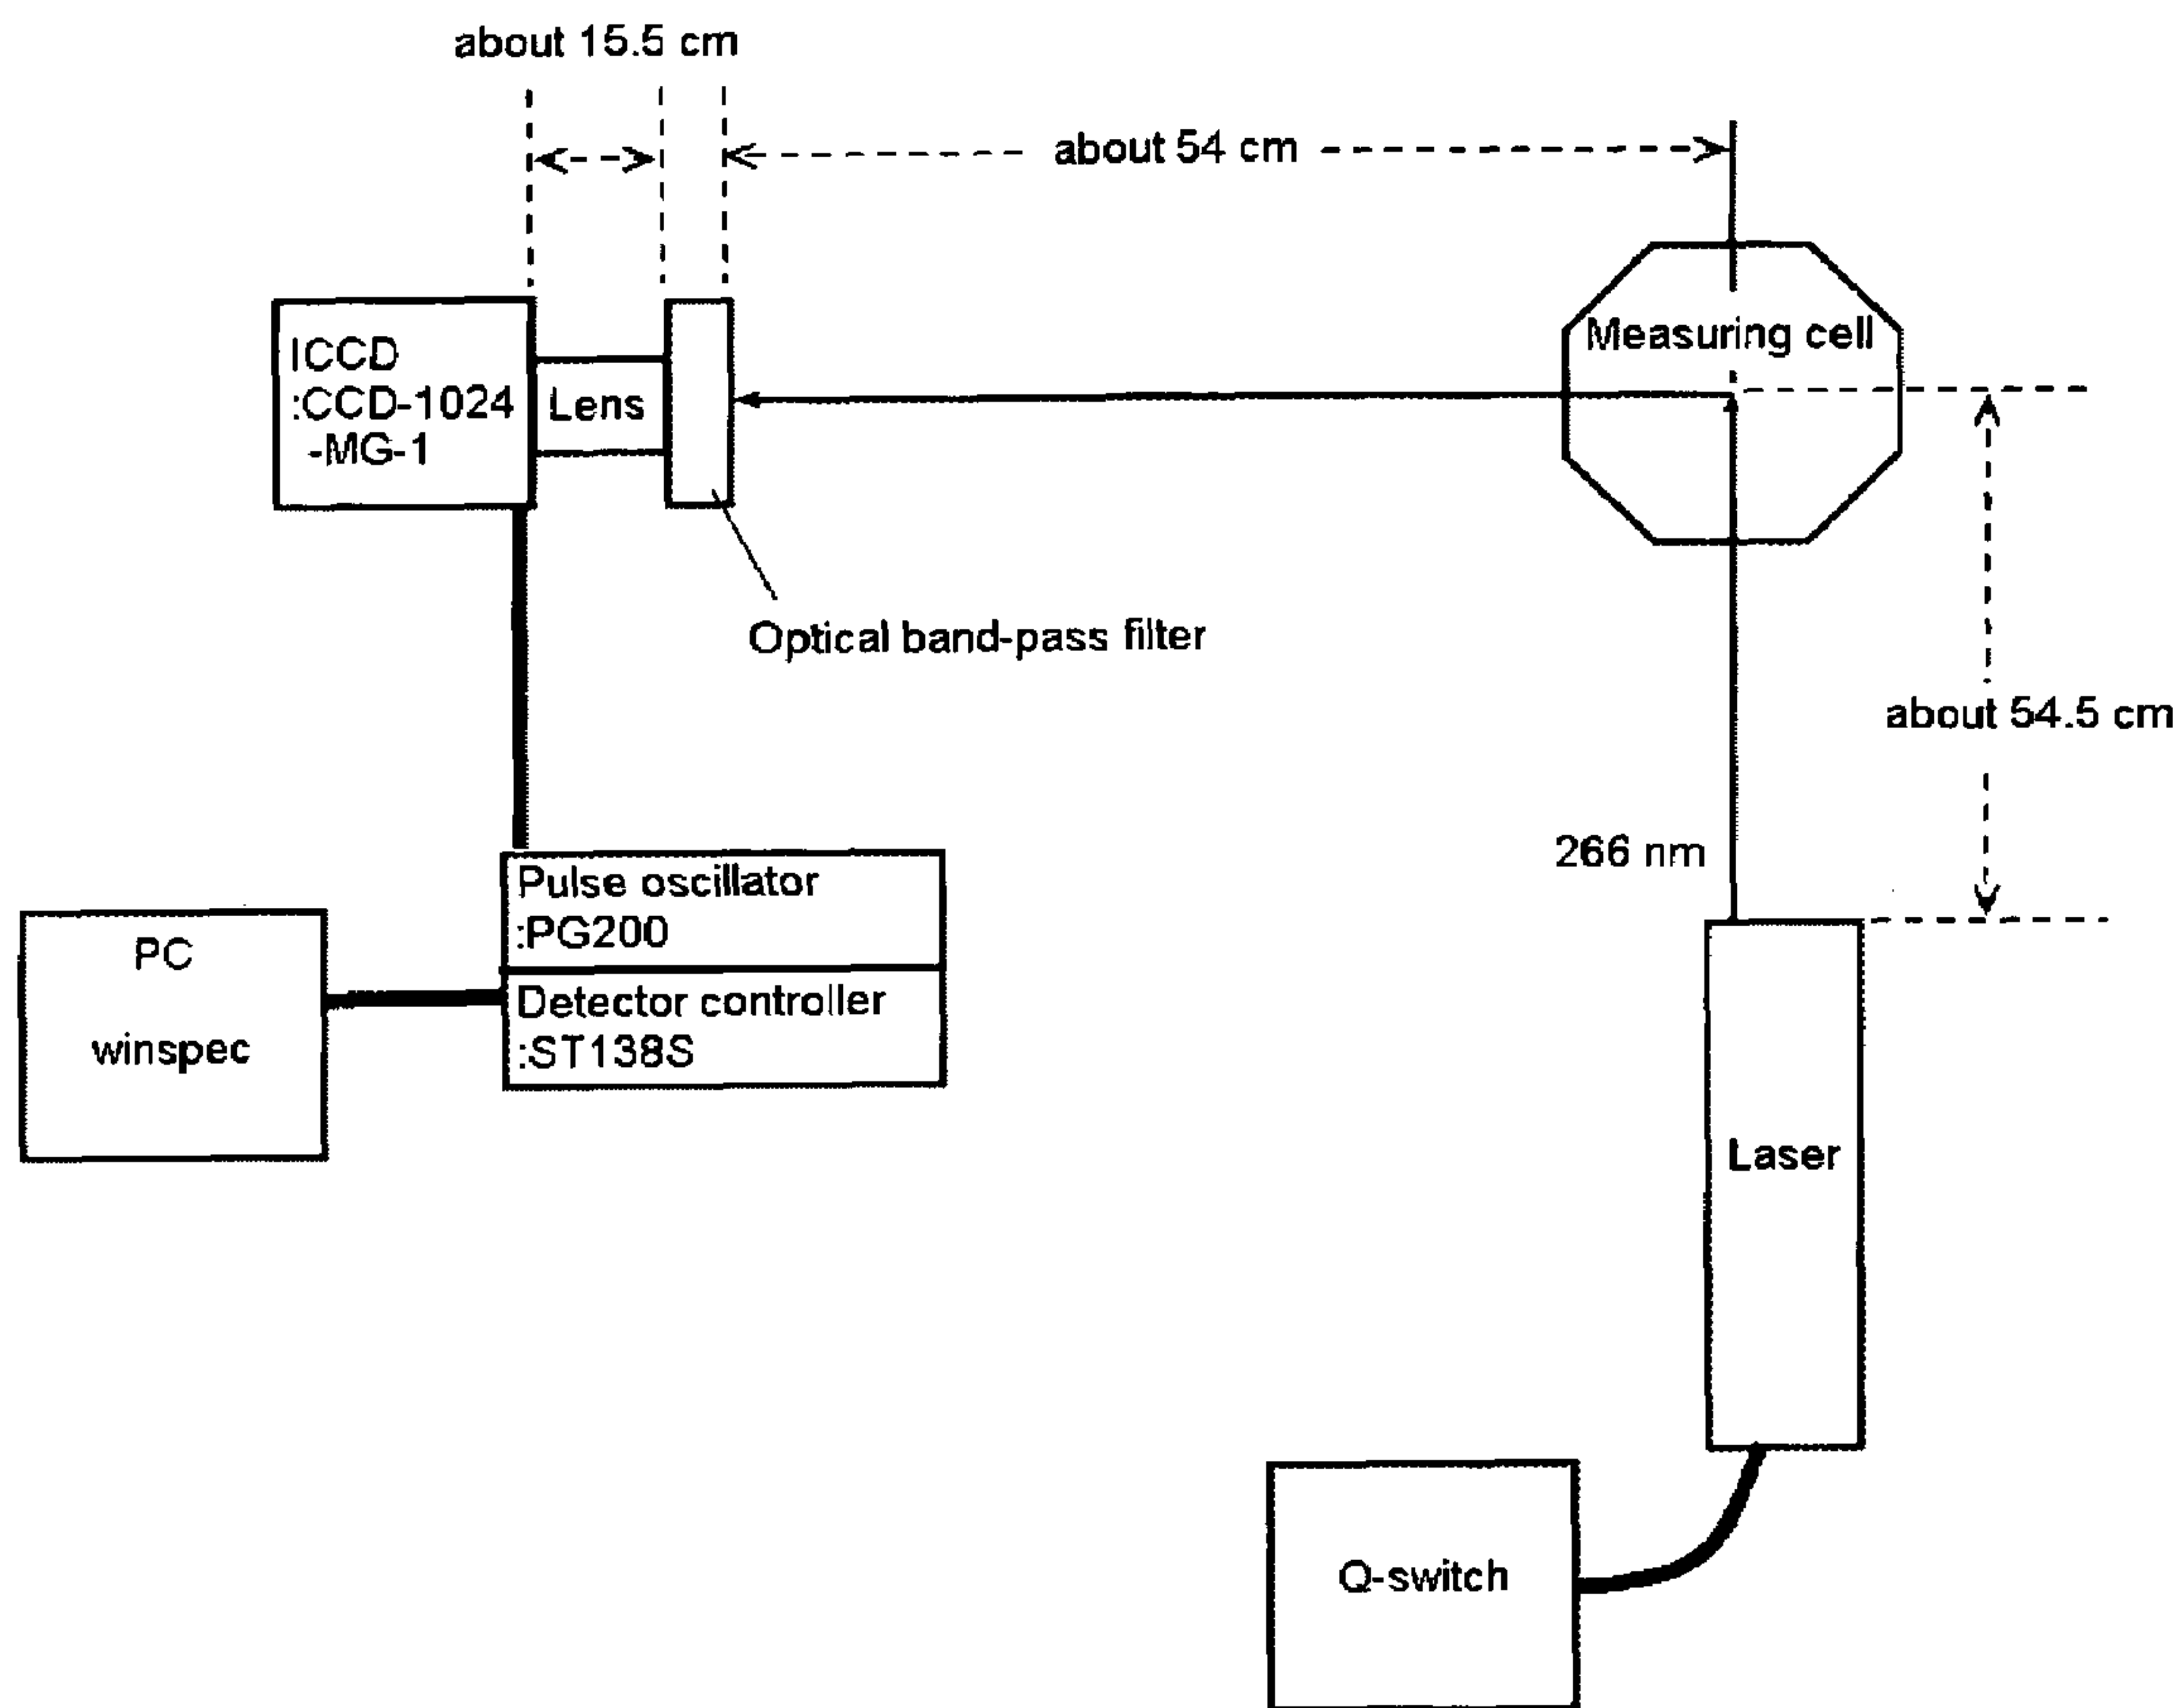 about 15.5 cm
about 54 cm
Measuring cell
ICCD
:CCD-1024
-MG-1
Lens
Optical band-pass filter
about 54.5 cm
266 nm
Pulse oscillator
:PG200
Detector controller
:ST138S
PC
winspec
Laser
Q-switch